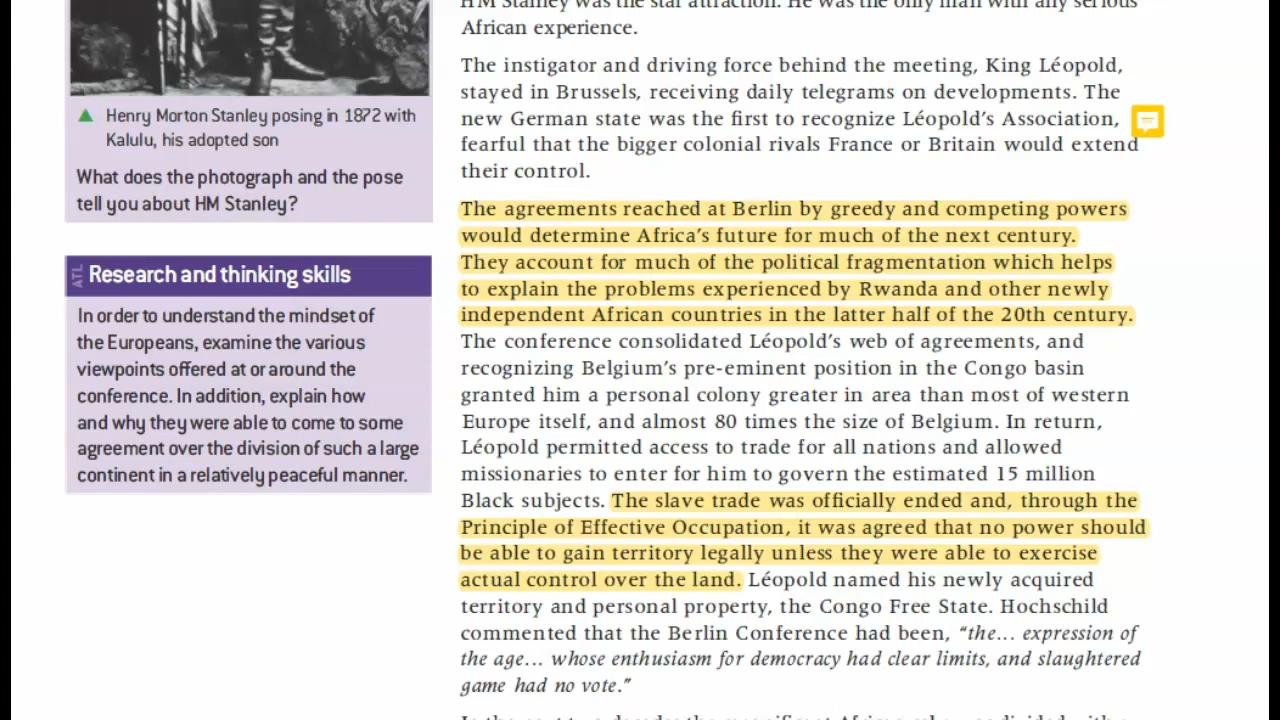 Henry Morton Stanley posing in 1872 with
Kalulu, his adopted son
What does the photograph and the pose
tell you about HM Stanley?
ATL
Research and thinking skills
In order to understand the mindset of
the Europeans, examine the various
viewpoints offered at or around the
conference. In addition, explain how
and why they were able to come to some
agreement over the division of such a large
continent in a relatively peaceful manner.
HM Stanley was the star attraction. He was the only man with any serious
African experience.
The instigator and driving force behind the meeting, King Léopold,
stayed in Brussels, receiving daily telegrams on developments. The
new German state was the first to recognize Léopold's Association,
fearful that the bigger colonial rivals France or Britain would extend
their control.
The agreements reached at Berlin by greedy and competing powers
would determine Africa's future for much of the next century.
They account for much of the political fragmentation which helps
to explain the problems experienced by Rwanda and other newly
independent African countries in the latter half of the 20th century.
The conference consolidated Léopold's web of agreements, and
recognizing Belgium's pre-eminent position in the Congo basin
granted him a personal colony greater in area than most of western
Europe itself, and almost 80 times the size of Belgium. In return,
Léopold permitted access to trade for all nations and allowed
missionaries to enter for him to govern the estimated 15 million
Black subjects. The slave trade was officially ended and, through the
Principle of Effective Occupation, it was agreed that no power should
be able to gain territory legally unless they were able to exercise
actual control over the land. Léopold named his newly acquired
territory and personal property, the Congo Free State. Hochschild
commented that the Berlin Conference had been, "the... expression of
the age... whose enthusiasm for democracy had clear limits, and slaughtered
game had no vote."